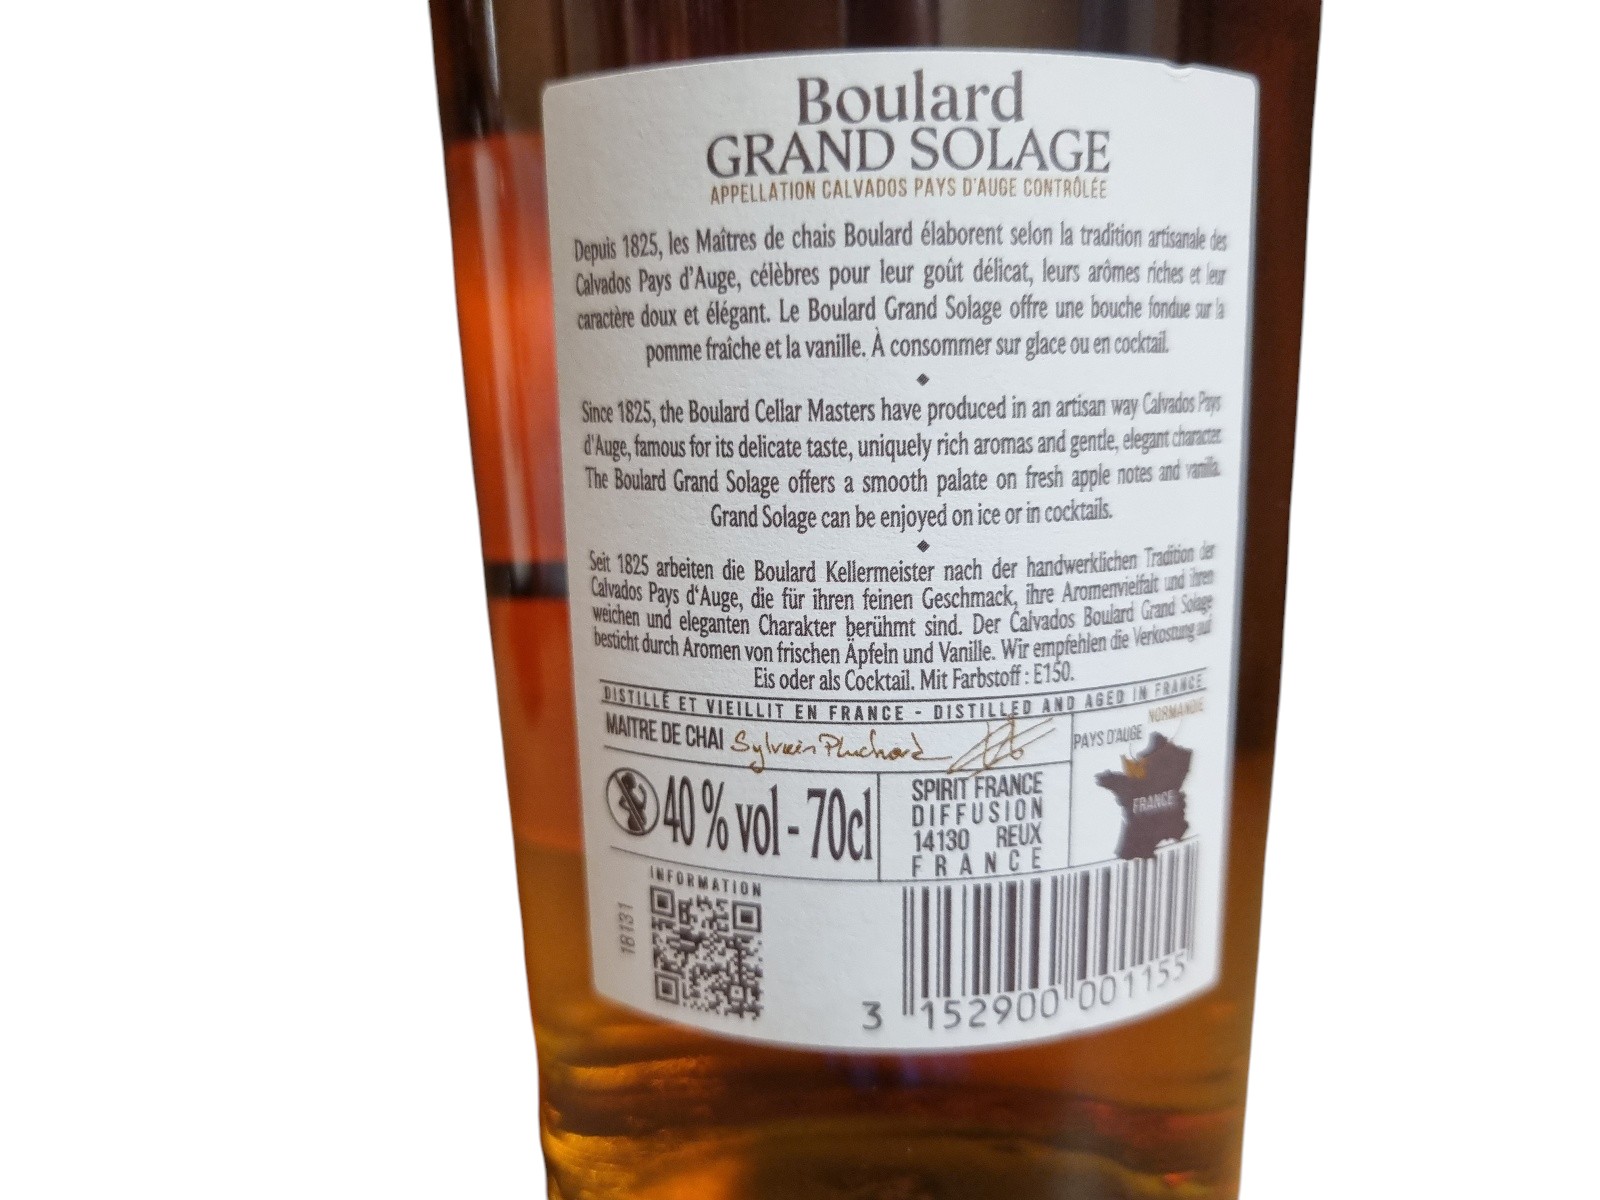 Boulard
GRAND SOLAGE
APPELLATION CALVADOS PAYS D'AUGE CONTRÔLÉE
Depuis 1825, les Maîtres de chais Boulard élaborent selon la tradition artisanale des
Calvados Pays d'Auge, célèbres pour leur goût délicat, leurs arômes riches et leur
caractère doux et élégant. Le Boulard Grand Solage offre une bouche fondue sur la
pomme fraîche et la vanille. À consommer sur glace ou en cocktail.
Since 1825, the Boulard Cellar Masters have produced in an artisan way Calvados Pays
d'Auge, famous for its delicate taste, uniquely rich aromas and gentle, elegant character.
The Boulard Grand Solage offers a smooth palate on fresh apple notes and vanilla.
Grand Solage can be enjoyed on ice or in cocktails.
Seit 1825 arbeiten die Boulard Kellermeister nach der handwerklichen Tradition der
Calvados Pays d'Auge, die für ihren feinen Geschmack, ihre Aromenvielfalt und ihren
weichen und eleganten Charakter berühmt sind. Der Calvados Boulard Grand Solage
besticht durch Aromen von frischen Äpfeln und Vanille. Wir empfehlen die Verkostung auf
Eis oder als Cocktail. Mit Farbstoff : E150.
DISTILLÉ ET VIEILLIT EN FRANCE - DISTILLED AND AGED IN FRANCE
MAITRE DE CHAI Sylvain Pluchard
NORMANDIE
PAYS D'AUGE
FRANCE
40 % vol - 70cl
SPIRIT FRANCE
DIFFUSION
14130 REUX
FRANCE
INFORMATION
18131
3 152900 001155